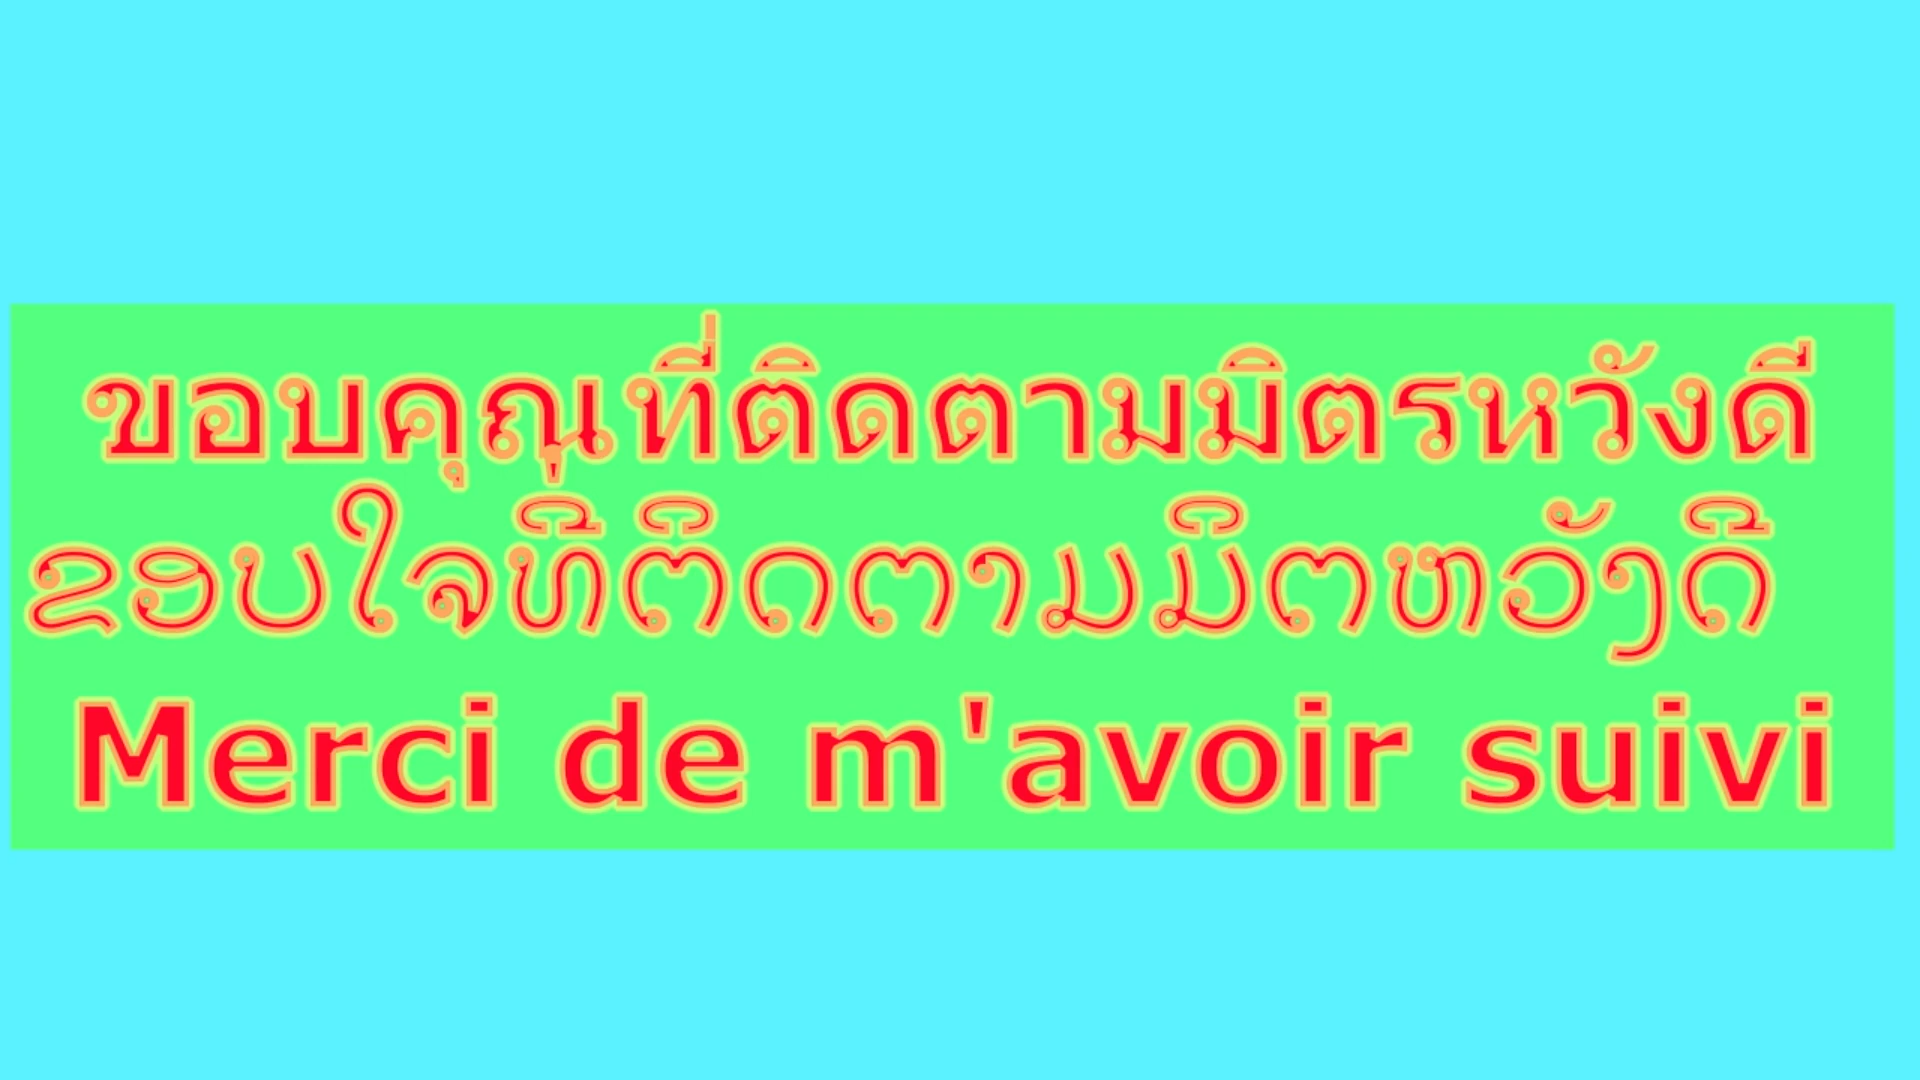 ขอบคุณที่ติดตามมิตรหวังดี
ຂອບໃຈທີ່ຕິດຕາມມິຕຫວັງດີ
Merci de m'avoir suivi